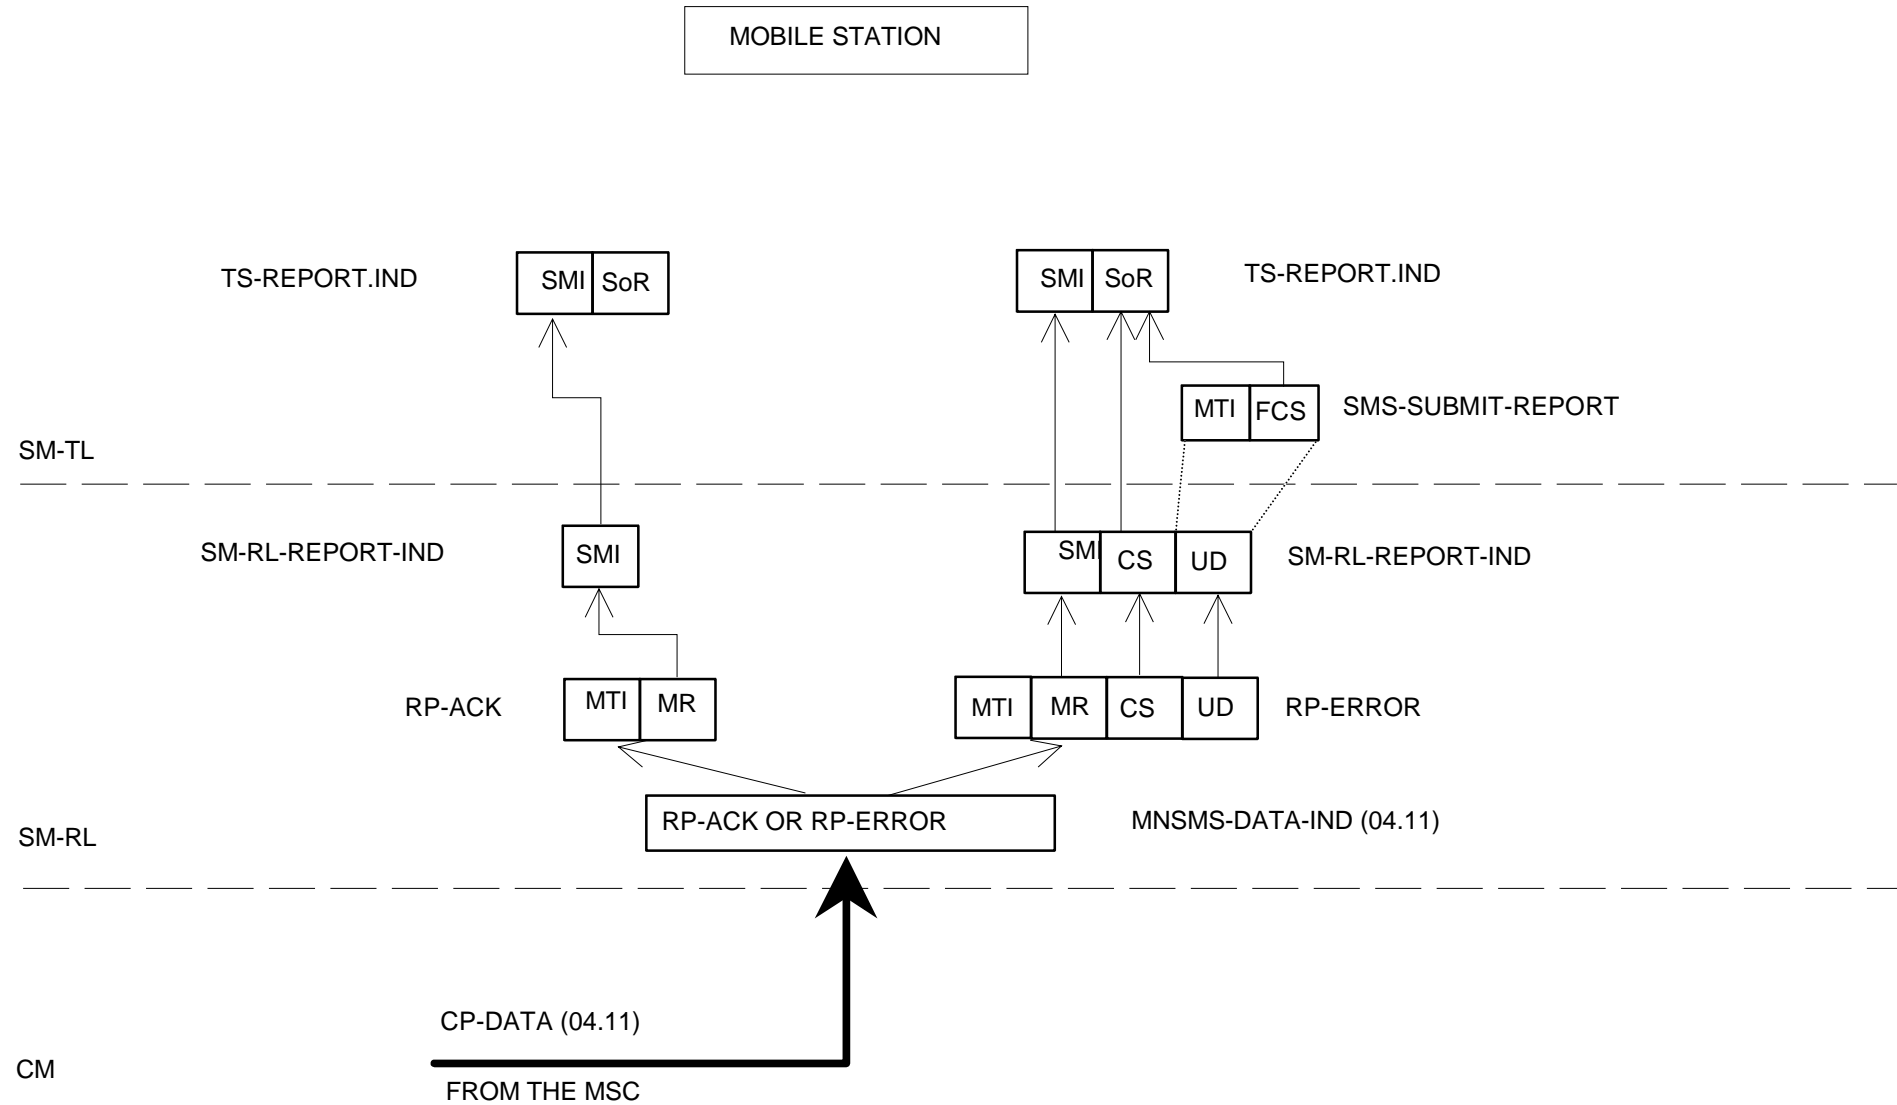 MOBILE STATION
TS-REPORT.IND
SMI SoR
SMI SoR
TS-REPORT.IND
MTI FCS
SMS-SUBMIT-REPORT
SM-TL
SM-RL-REPORT-IND
SMI
SMI CS UD
SM-RL-REPORT-IND
RP-ACK
MTI MR
MTI MR CS UD
RP-ERROR
RP-ACK OR RP-ERROR
MNSMS-DATA-IND (04.11)
SM-RL
CP-DATA (04.11)
CM
FROM THE MSC